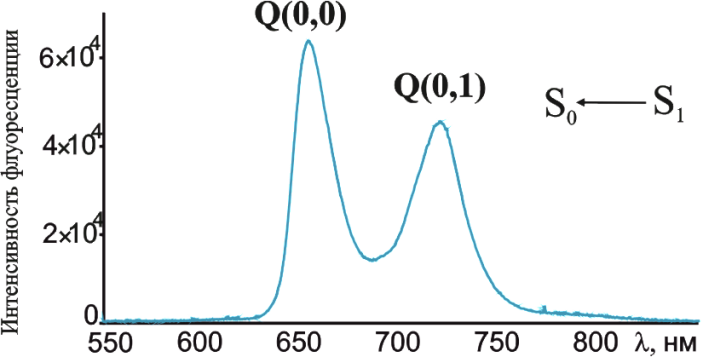 Интенсивность флуоресценции
Q(0,0)
Q(0,1)
S₀ ← S₁
6×10⁴
4×10⁴
2×10⁴
0
550 600 650 700 750 800 λ, нм